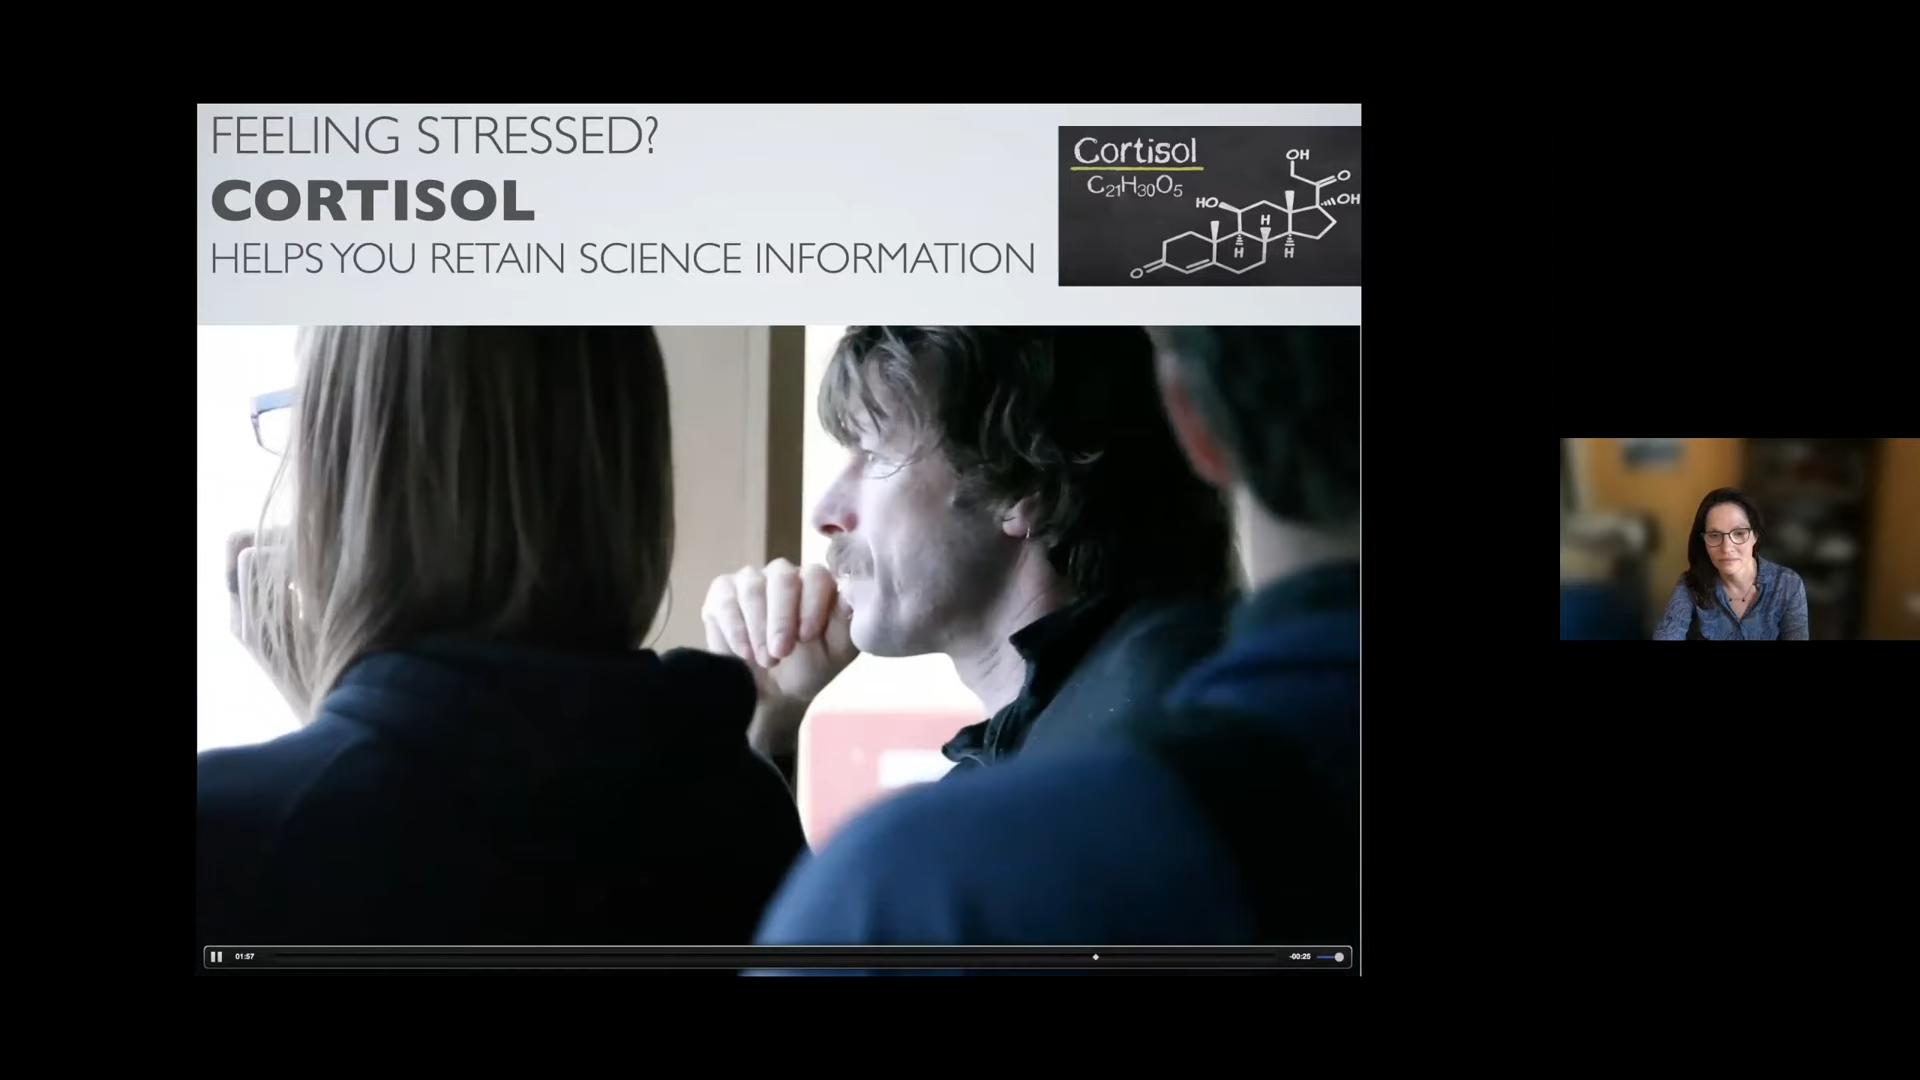 FEELING STRESSED?
CORTISOL
HELPS YOU RETAIN SCIENCE INFORMATION
Cortisol
C₂₁H₃₀O₅
OH
O
HO
OH
H
H
H
O
01:57
-00:25